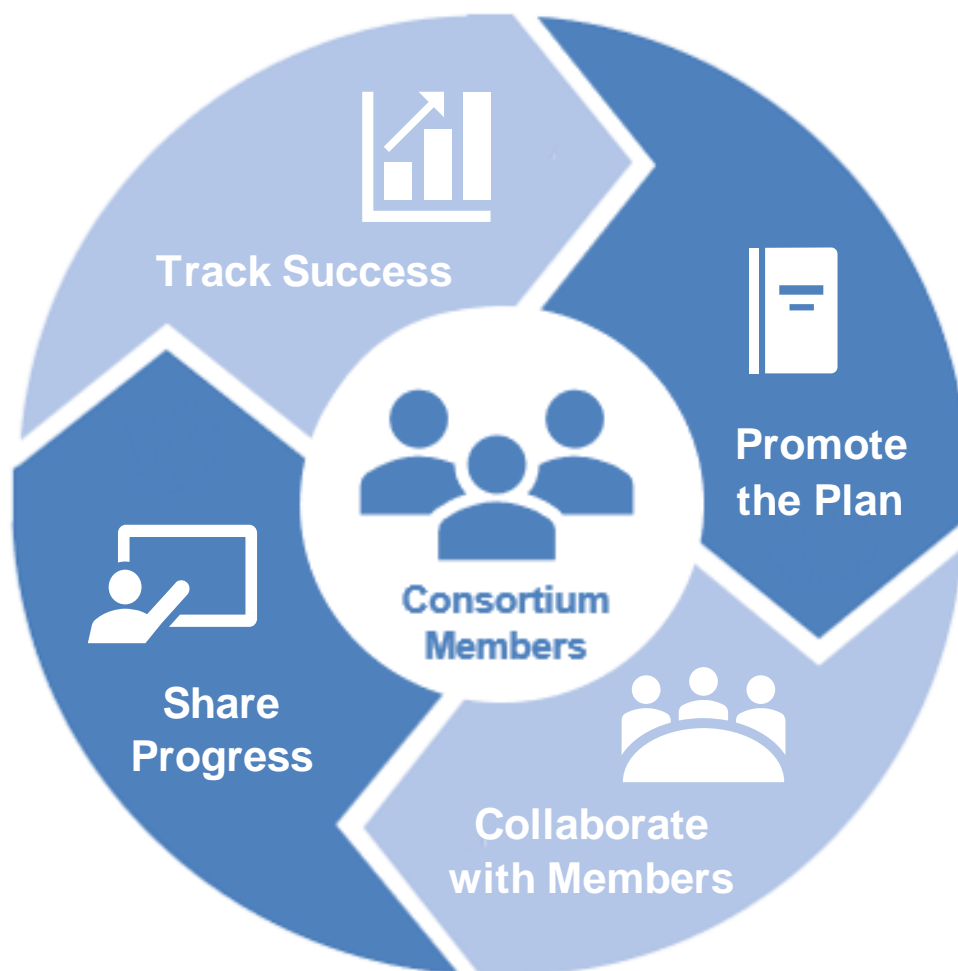 Track Success
Promote
the Plan
Consortium
Members
Share
Progress
Collaborate
with Members